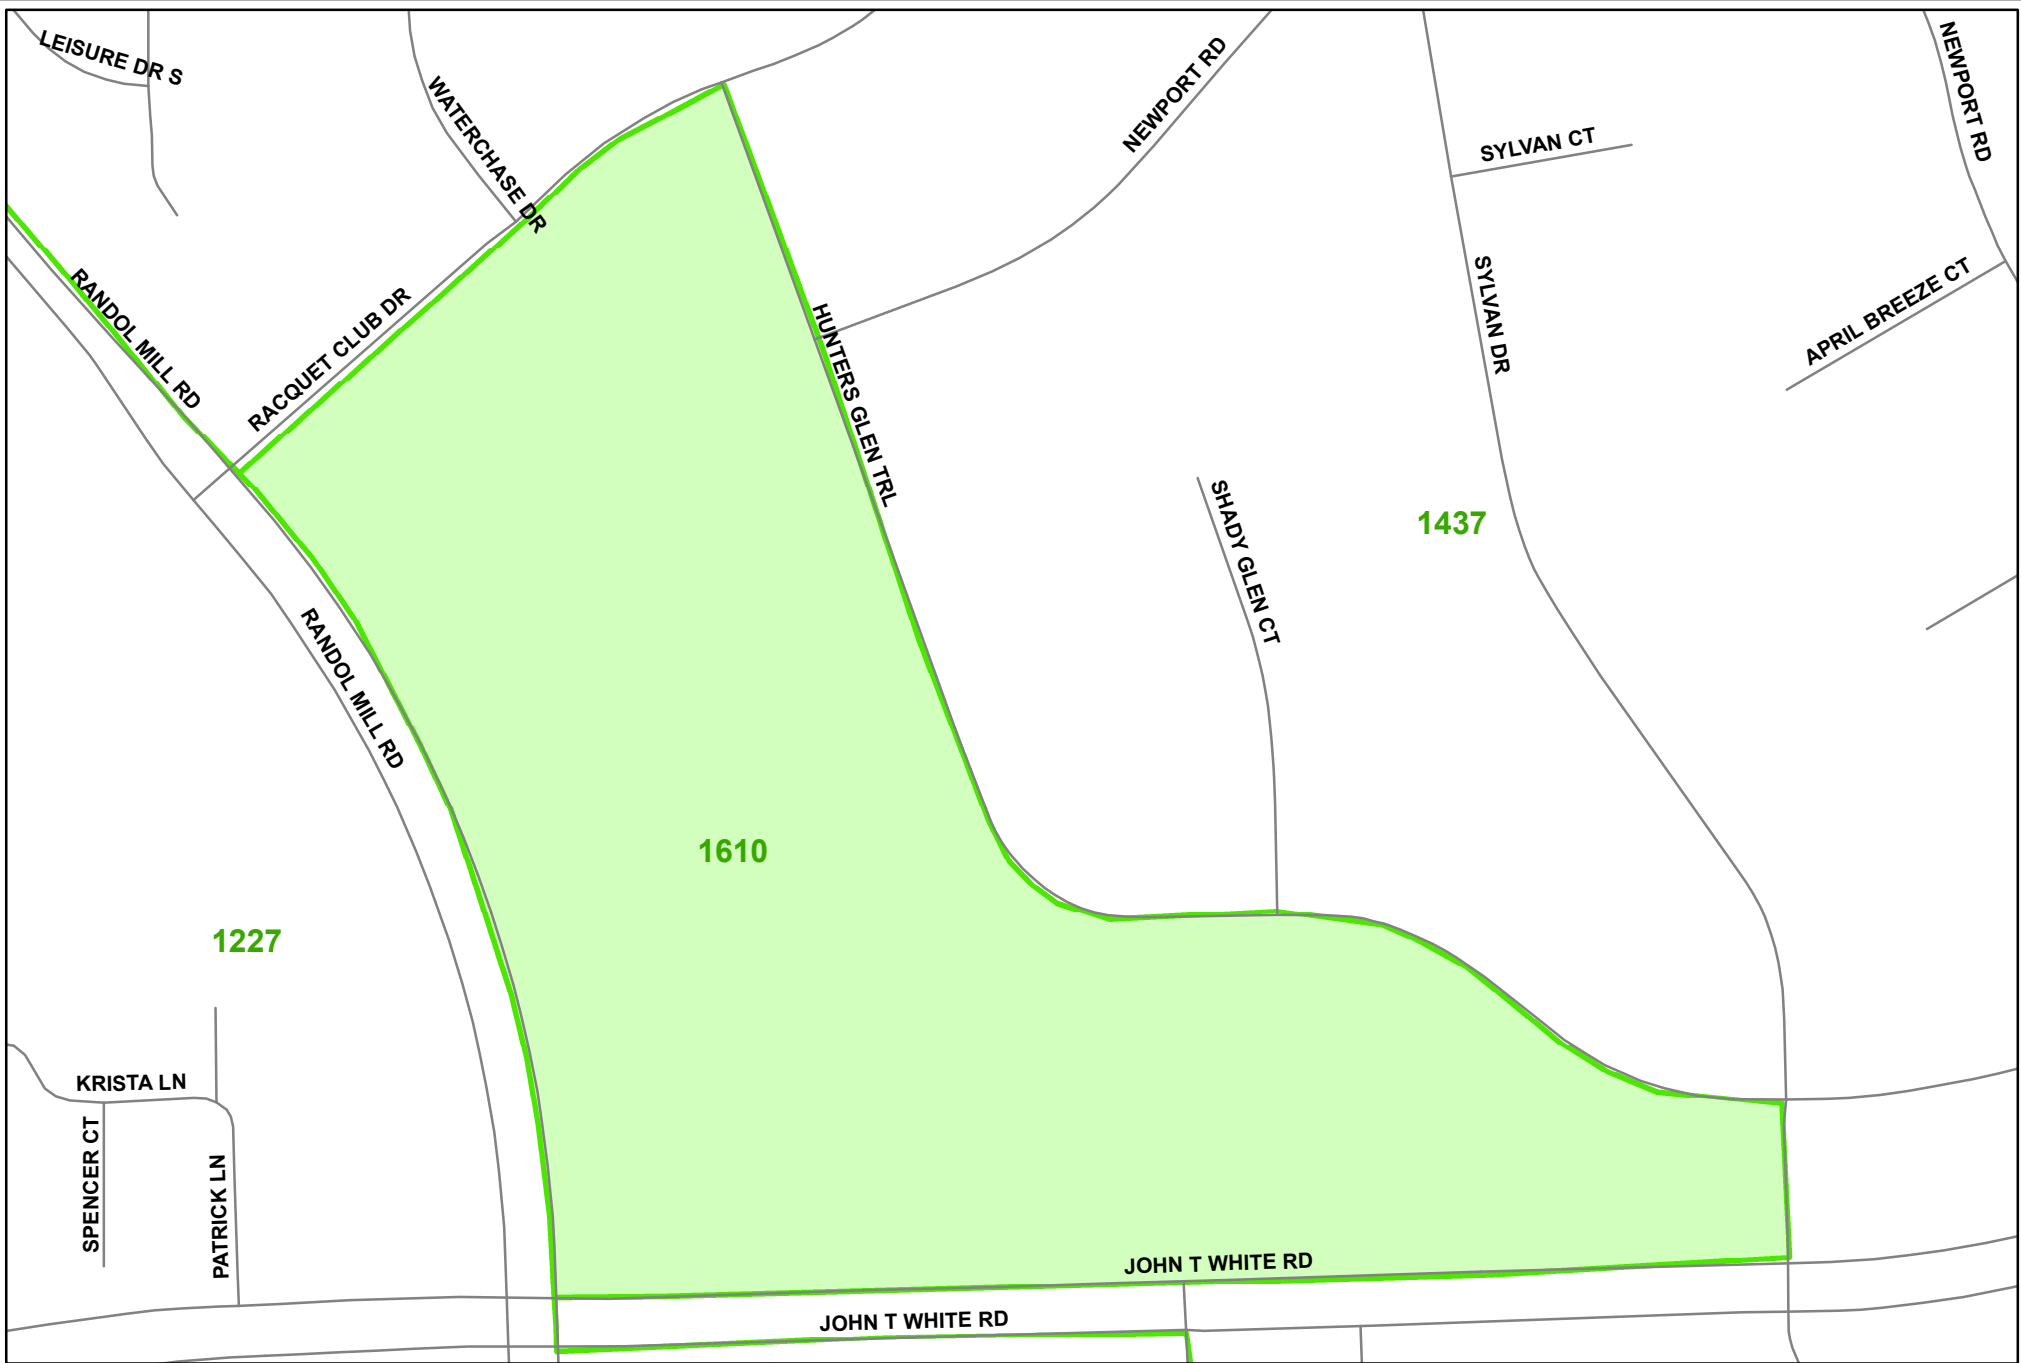 LEISURE DR S
WATERCHASE DR
NEWPORT RD
NEWPORT RD
SYLVAN CT
RANDOL MILL RD
RACQUET CLUB DR
HUNTERS GLEN TRL
SYLVAN DR
APRIL BREEZE CT
SHADY GLEN CT
1437
RANDOL MILL RD
1610
1227
KRISTA LN
SPENCER CT
PATRICK LN
JOHN T WHITE RD
JOHN T WHITE RD